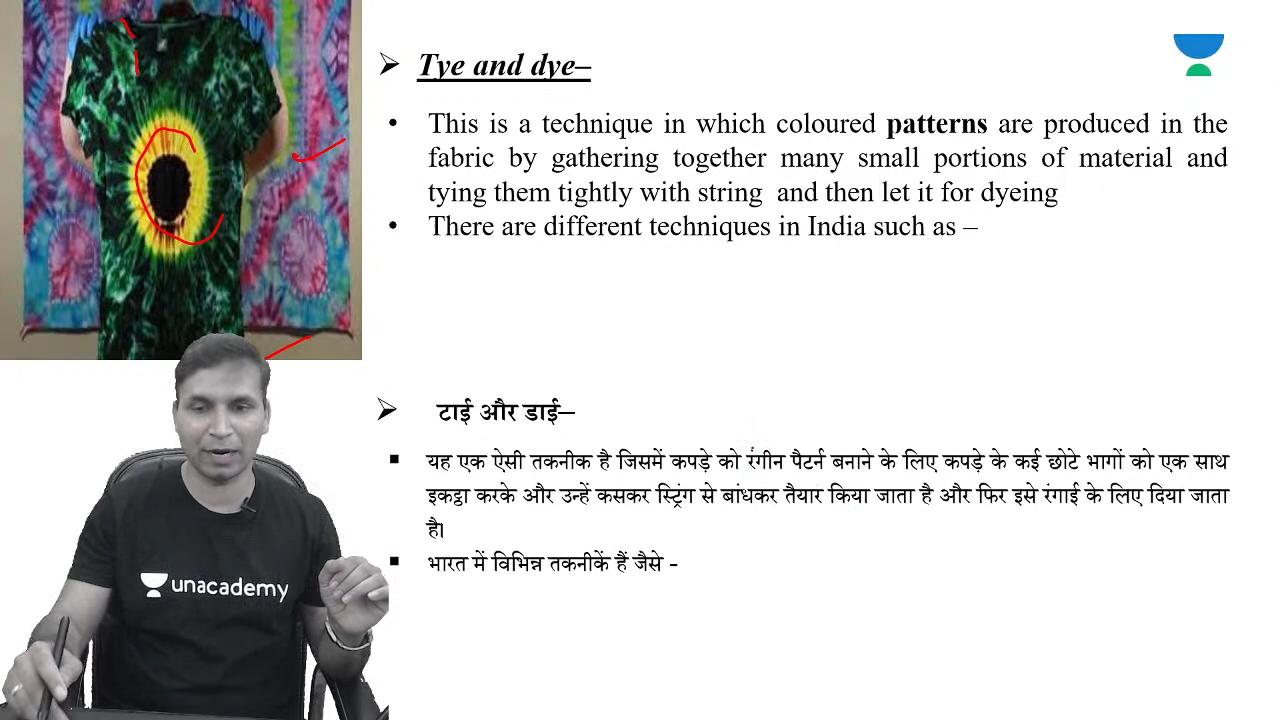 Tye and dye–
This is a technique in which coloured patterns are produced in the
fabric by gathering together many small portions of material and
tying them tightly with string and then let it for dyeing
There are different techniques in India such as –
टाई और डाई–
यह एक ऐसी तकनीक है जिसमें कपड़े को रंगीन पैटर्न बनाने के लिए कपड़े के कई छोटे भागों को एक साथ
इकट्ठा करके और उन्हें कसकर स्ट्रिंग से बांधकर तैयार किया जाता है और फिर इसे रंगाई के लिए दिया जाता
है।
भारत में विभिन्न तकनीकें हैं जैसे -
unacademy